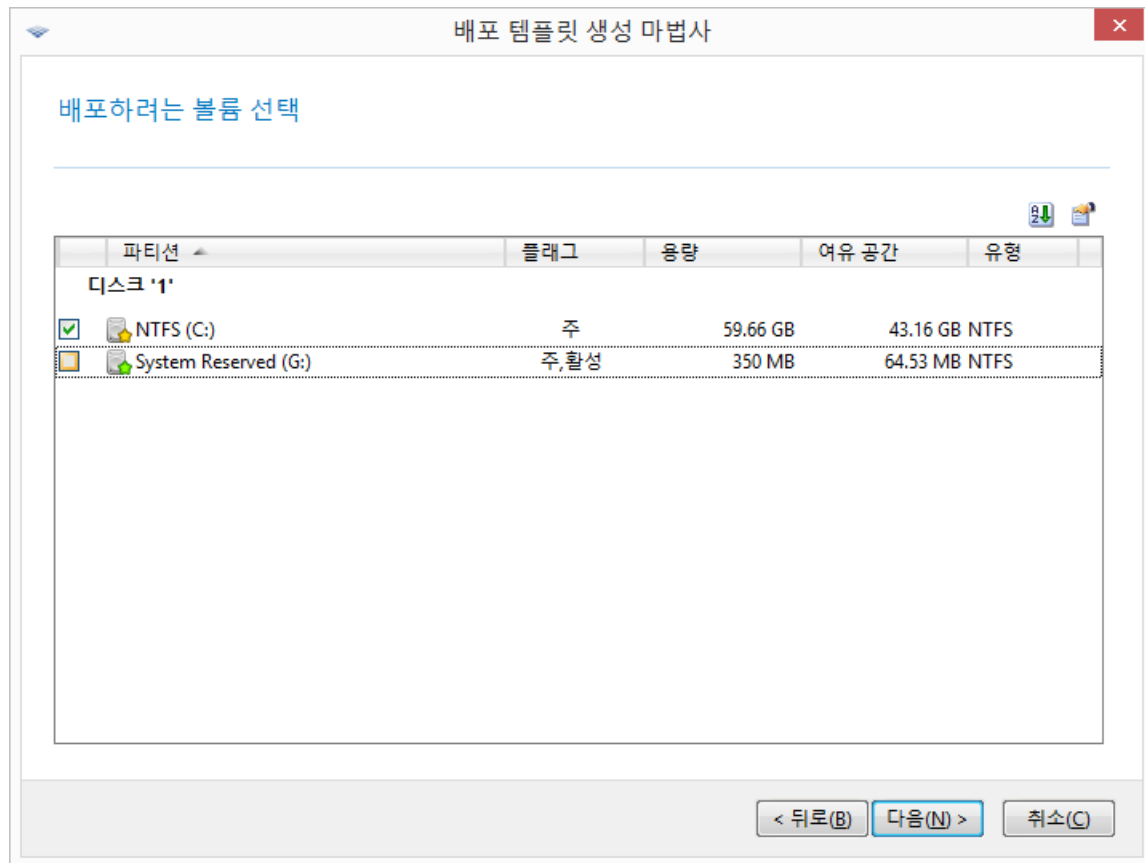 배포 템플릿 생성 마법사
배포하려는 볼륨 선택
파티션 플래그 용량 여유 공간 유형
디스크 '1'
NTFS (C:) 주 59.66 GB 43.16 GB NTFS
System Reserved (G:) 주,활성 350 MB 64.53 MB NTFS
< 뒤로(B) 다음(N) > 취소(C)